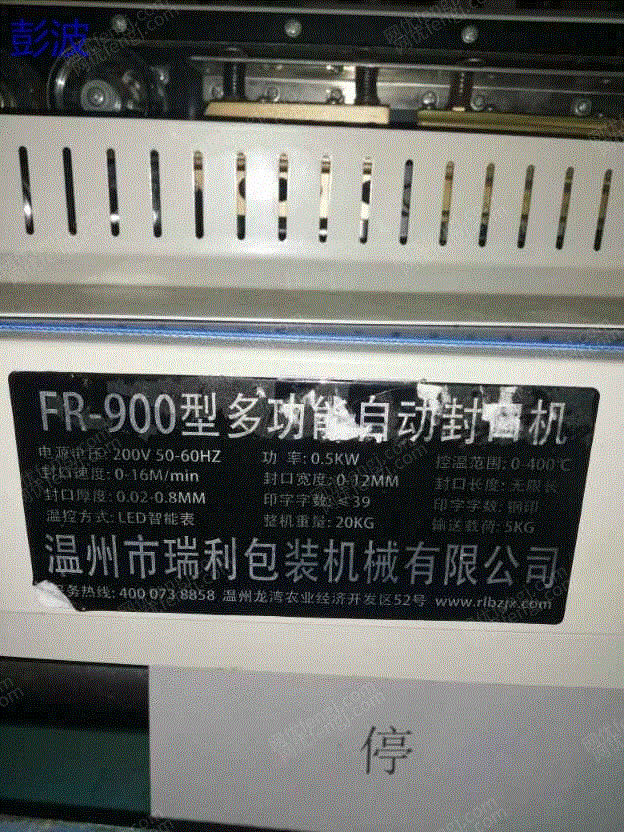 彭波
FR-900型多功能自动封口机
电源电压: 200V 50-60HZ 功 率: 0.5KW 控温范围: 0-400℃
封口速度: 0-16M/min 封口宽度: 0-12MM 封口长度: 无限长
封口厚度: 0.02-0.8MM 印字字数: ≤39 印字字数: 钢印
温控方式: LED智能表 整机重量: 20KG 输送载荷: 5KG
温州市瑞利包装机械有限公司
务热线: 400 073 8858 温州龙湾农业经济开发区52号 www.rlbzjx.com
停